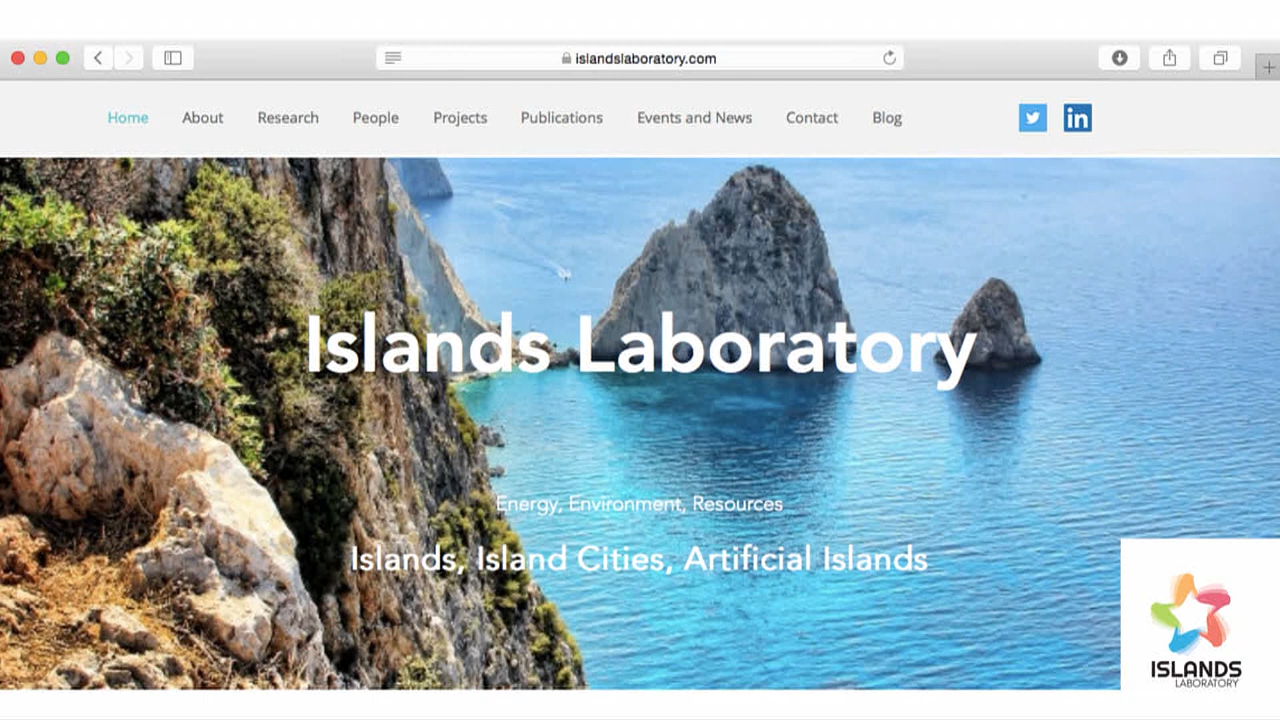 islandslaboratory.com
Home About Research People Projects Publications Events and News Contact Blog
in
Islands Laboratory
Energy, Environment, Resources
Islands, Island Cities, Artificial Islands
ISLANDS
LABORATORY